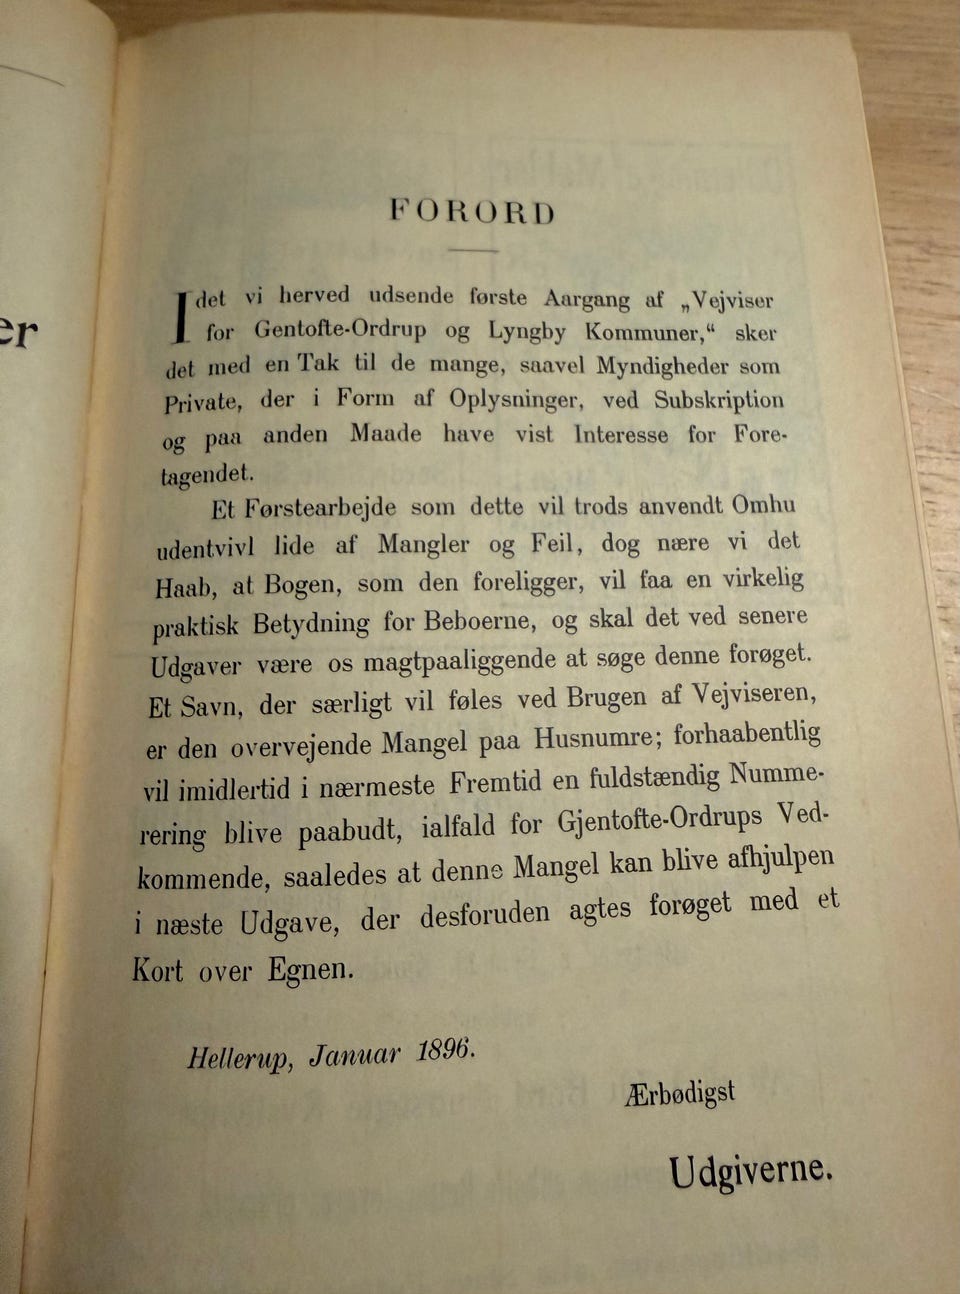 er
FORORD
Idet vi herved udsende første Aargang af „Vejviser
for Gentofte-Ordrup og Lyngby Kommuner,“ sker
det med en Tak til de mange, saavel Myndigheder som
Private, der i Form af Oplysninger, ved Subskription
og paa anden Maade have vist Interesse for Fore-
tagendet.
Et Førstearbejde som dette vil trods anvendt Omhu
udentvivl lide af Mangler og Feil, dog nære vi det
Haab, at Bogen, som den foreligger, vil faa en virkelig
praktisk Betydning for Beboerne, og skal det ved senere
Udgaver være os magtpaaliggende at søge denne forøget.
Et Savn, der særligt vil føles ved Brugen af Vejviseren,
er den overvejende Mangel paa Husnumre; forhaabentlig
vil imidlertid i nærmeste Fremtid en fuldstændig Numme-
rering blive paabudt, ialfald for Gjentofte-Ordrups Ved-
kommende, saaledes at denne Mangel kan blive afhjulpen
i næste Udgave, der desforuden agtes forøget med et
Kort over Egnen.
Hellerup, Januar 1896.
Ærbødigst
Udgiverne.